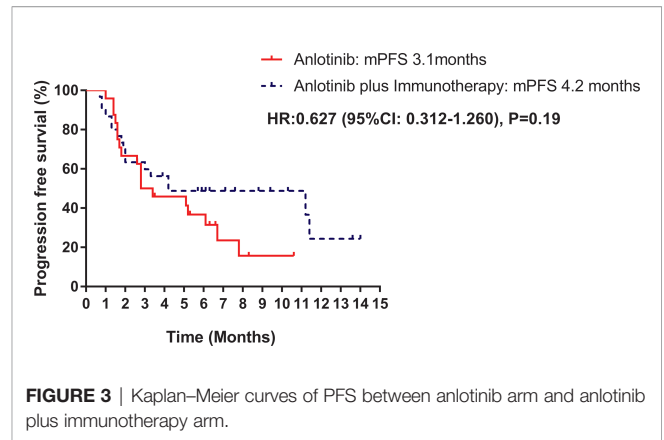 Anlotinib: mPFS 3.1months
Anlotinib plus Immunotherapy: mPFS 4.2 months
HR:0.627 (95%CI: 0.312-1.260), P=0.19
Progression free survial (%)
100
80
60
40
20
0
0 1 2 3 4 5 6 7 8 9 10 11 12 13 14 15
Time (Months)
FIGURE 3 | Kaplan–Meier curves of PFS between anlotinib arm and anlotinib
plus immunotherapy arm.